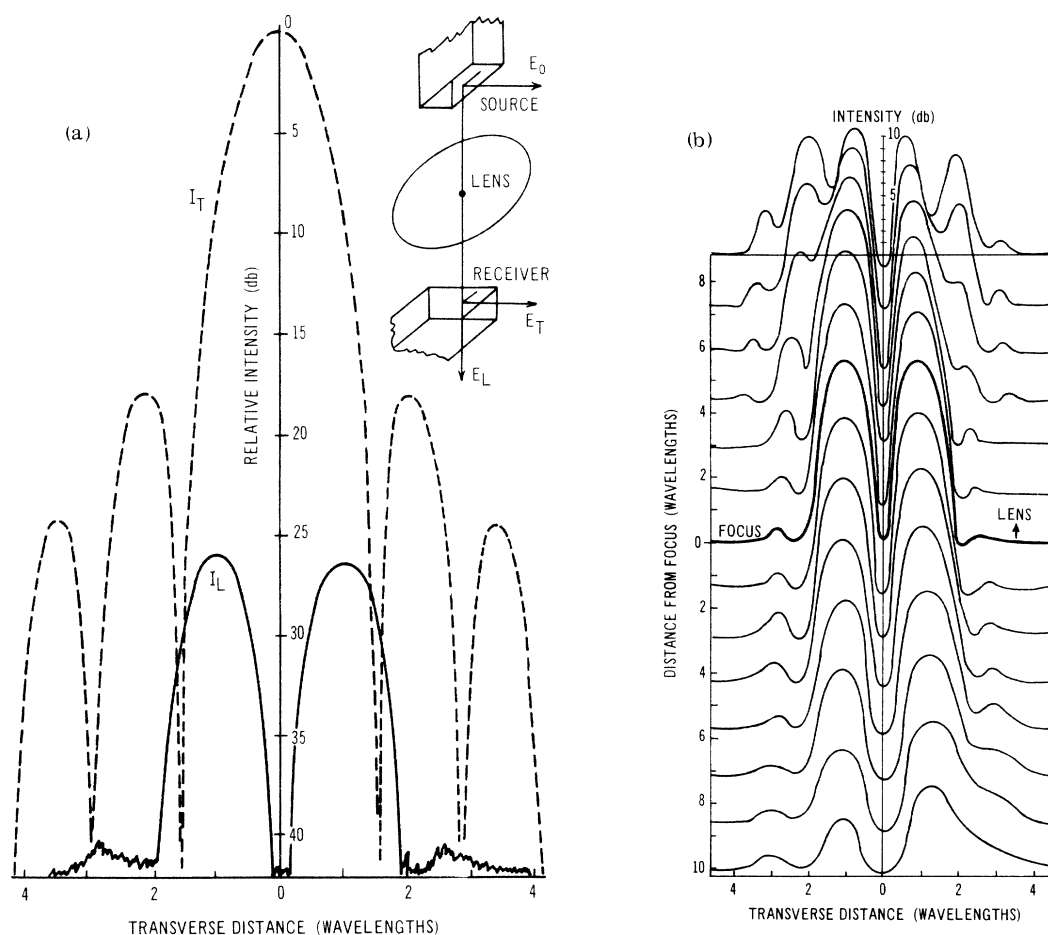 (a)
0
5
10
15
20
25
30
35
40
RELATIVE INTENSITY (db)
I_T
I_L
E_0
SOURCE
LENS
RECEIVER
E_T
E_L
4 2 0 2 4
TRANSVERSE DISTANCE (WAVELENGTHS)
(b)
INTENSITY (db)
10
5
8
6
4
2
0
2
4
6
8
10
DISTANCE FROM FOCUS (WAVELENGTHS)
FOCUS
LENS
4 2 0 2 4
TRANSVERSE DISTANCE (WAVELENGTHS)